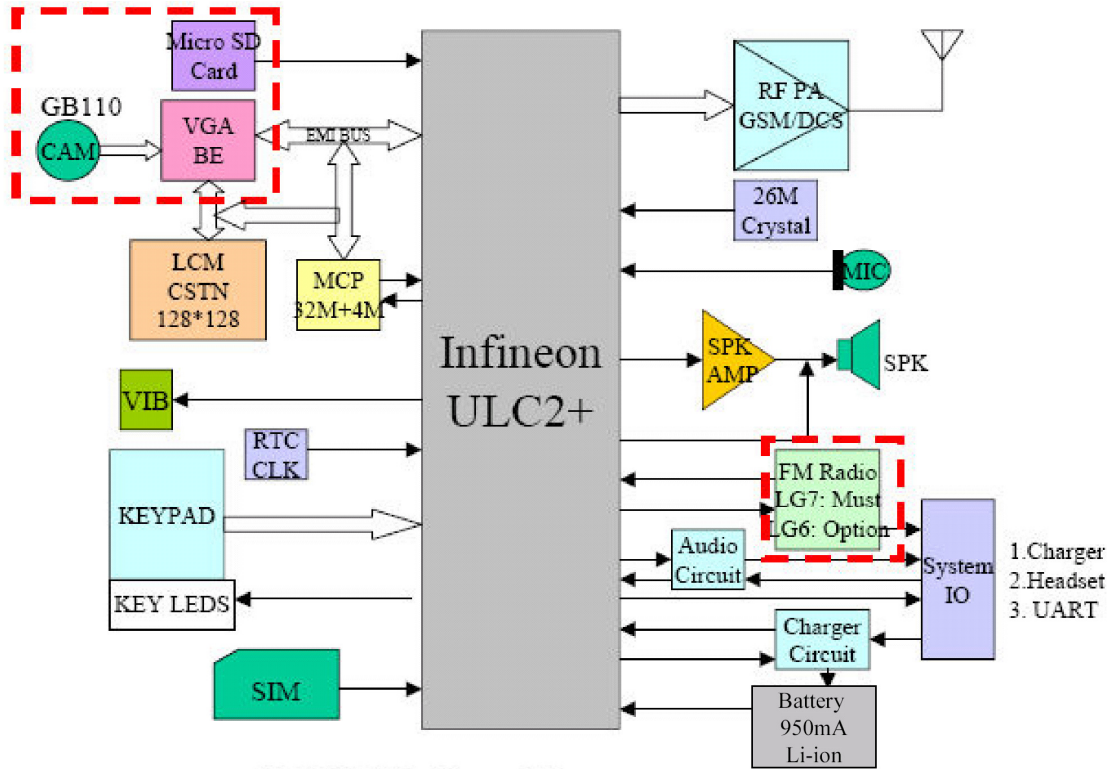 Micro SD
Card
GB110
CAM
VGA
BE
EMI BUS
LCM
CSTN
128*128
MCP
32M+4M
VIB
RTC
CLK
KEYPAD
KEY LEDS
SIM
Infineon
ULC2+
RF PA
GSM/DCS
26M
Crystal
MIC
SPK
AMP
SPK
FM Radio
LG7: Must
LG6: Option
Audio
Circuit
System
IO
1.Charger
2.Headset
3. UART
Charger
Circuit
Battery
950mA
Li-ion